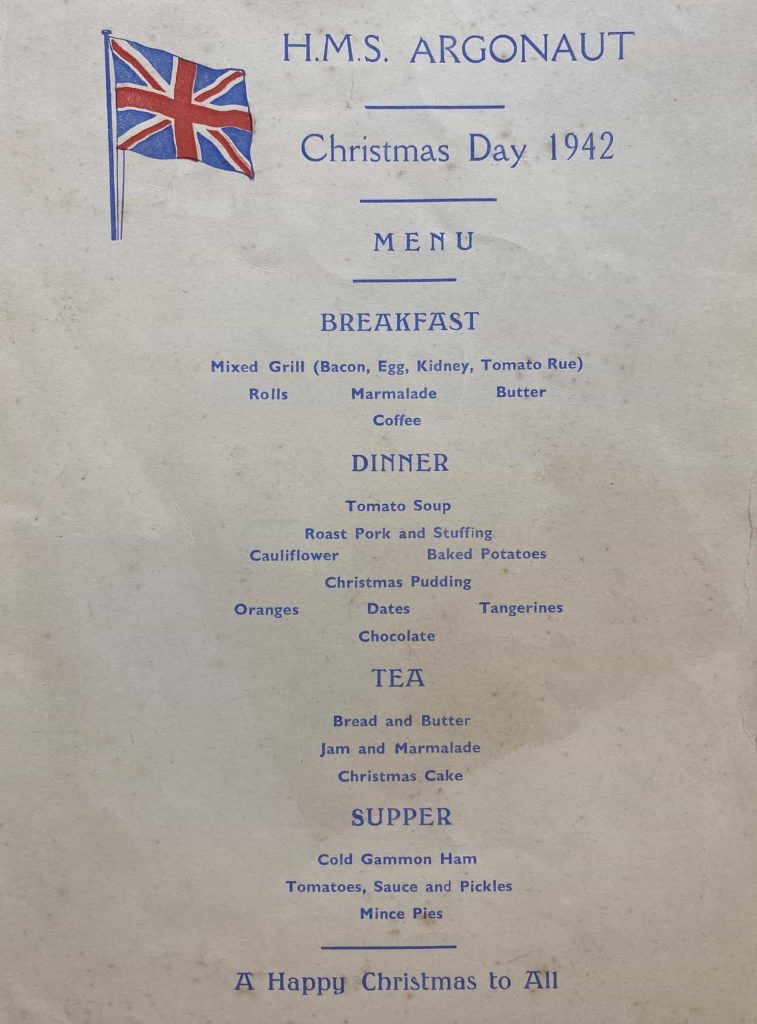 H.M.S. ARGONAUT
Christmas Day 1942
MENU
BREAKFAST
Mixed Grill (Bacon, Egg, Kidney, Tomato Rue)
Rolls Marmalade Butter
Coffee
DINNER
Tomato Soup
Roast Pork and Stuffing
Cauliflower Baked Potatoes
Christmas Pudding
Oranges Dates Tangerines
Chocolate
TEA
Bread and Butter
Jam and Marmalade
Christmas Cake
SUPPER
Cold Gammon Ham
Tomatoes, Sauce and Pickles
Mince Pies
A Happy Christmas to All